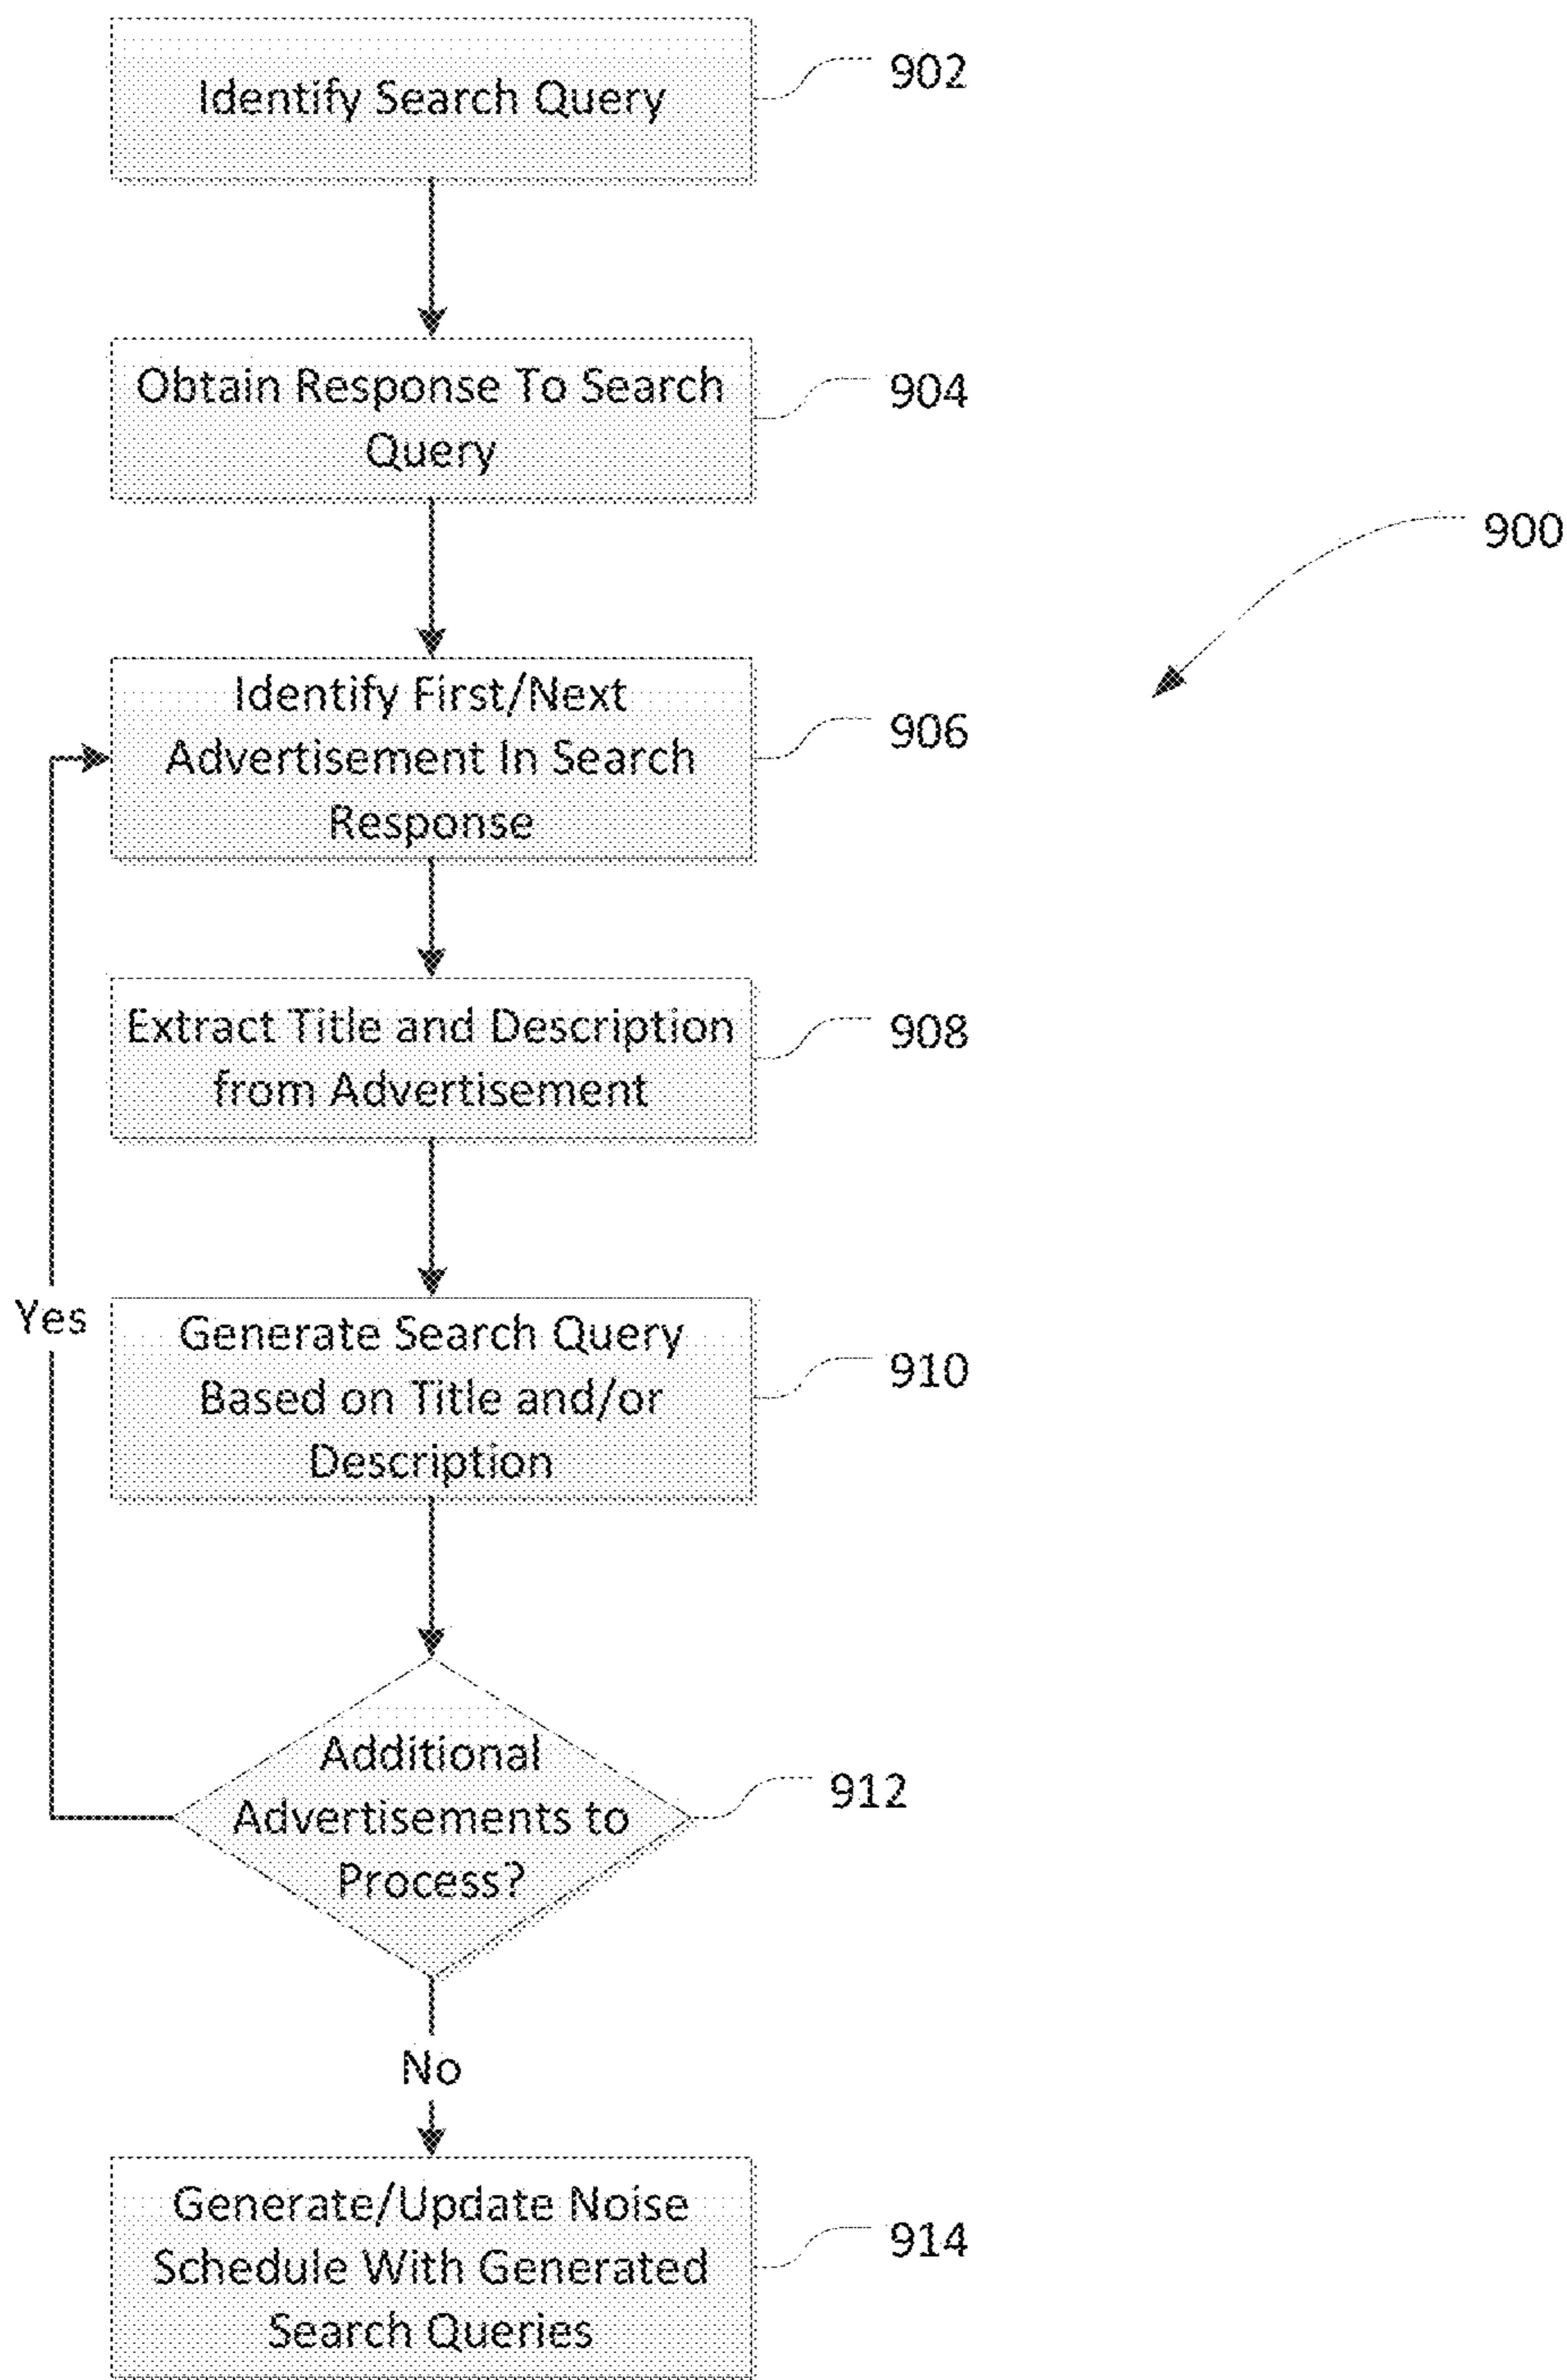 Identify Search Query
902
Obtain Response To Search
Query
904
900
Identify First/Next
Advertisement In Search
Response
906
Extract Title and Description
from Advertisement
908
Yes
Generate Search Query
Based on Title and/or
Description
910
Additional
Advertisements to
Process?
912
No
Generate/Update Noise
Schedule With Generated
Search Queries
914